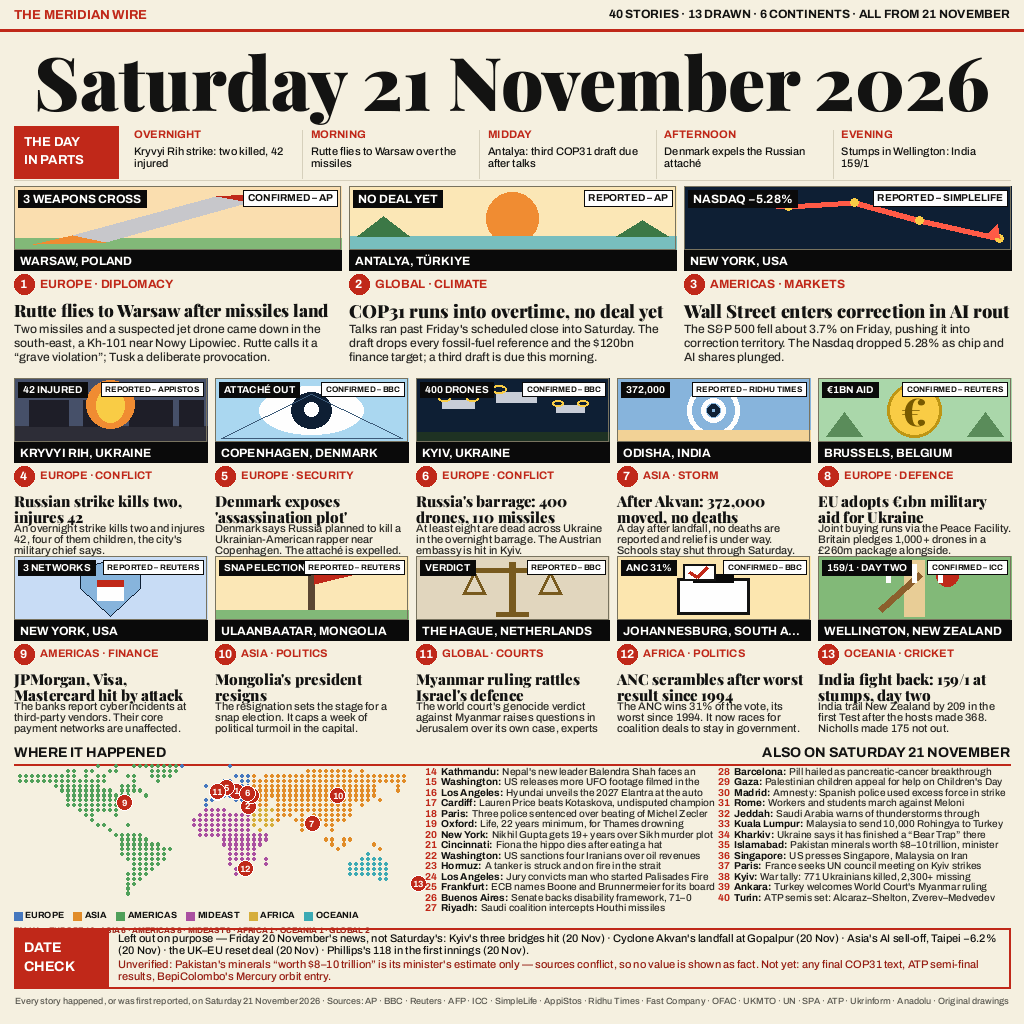 THE MERIDIAN WIRE
40 STORIES · 13 DRAWN · 6 CONTINENTS · ALL FROM 21 NOVEMBER
Saturday 21 November 2026
THE DAY
IN PARTS
OVERNIGHT
Kryvyi Rih strike: two killed, 42
injured
MORNING
Rutte flies to Warsaw over the
missiles
MIDDAY
Antalya: third COP31 draft due
after talks
AFTERNOON
Denmark expels the Russian
attaché
EVENING
Stumps in Wellington: India
159/1
3 WEAPONS CROSS
CONFIRMED – AP
WARSAW, POLAND
1 EUROPE · DIPLOMACY
Rutte flies to Warsaw after missiles land
Two missiles and a suspected jet drone came down in the
south-east, a Kh-101 near Nowy Lipowiec. Rutte calls it a
“grave violation”; Tusk a deliberate provocation.
NO DEAL YET
REPORTED – AP
ANTALYA, TÜRKIYE
2 GLOBAL · CLIMATE
COP31 runs into overtime, no deal yet
Talks ran past Friday's scheduled close into Saturday. The
draft drops every fossil-fuel reference and the $120bn
finance target; a third draft is due this morning.
NASDAQ −5.28%
REPORTED – SIMPLELIFE
NEW YORK, USA
3 AMERICAS · MARKETS
Wall Street enters correction in AI rout
The S&P 500 fell about 3.7% on Friday, pushing it into
correction territory. The Nasdaq dropped 5.28% as chip and
AI shares plunged.
42 INJURED
REPORTED – APPISTOS
KRYVYI RIH, UKRAINE
4 EUROPE · CONFLICT
Russian strike kills two,
injures 42
An overnight strike kills two and injures
42, four of them children, the city's
military chief says.
ATTACHÉ OUT
CONFIRMED – BBC
COPENHAGEN, DENMARK
5 EUROPE · SECURITY
Denmark exposes
'assassination plot'
Denmark says Russia planned to kill a
Ukrainian-American rapper near
Copenhagen. The attaché is expelled.
400 DRONES
CONFIRMED – BBC
KYIV, UKRAINE
6 EUROPE · CONFLICT
Russia's barrage: 400
drones, 110 missiles
At least eight are dead across Ukraine
in the overnight barrage. The Austrian
embassy is hit in Kyiv.
372,000
REPORTED – RIDHU TIMES
ODISHA, INDIA
7 ASIA · STORM
After Akvan: 372,000
moved, no deaths
A day after landfall, no deaths are
reported and relief is under way.
Schools stay shut through Saturday.
€1BN AID
CONFIRMED – REUTERS
€
BRUSSELS, BELGIUM
8 EUROPE · DEFENCE
EU adopts €1bn military
aid for Ukraine
Joint buying runs via the Peace Facility.
Britain pledges 1,000+ drones in a
£260m package alongside.
3 NETWORKS
REPORTED – REUTERS
NEW YORK, USA
9 AMERICAS · FINANCE
JPMorgan, Visa,
Mastercard hit by attack
The banks report cyber incidents at
third-party vendors. Their core
payment networks are unaffected.
SNAP ELECTION
REPORTED – REUTERS
ULAANBAATAR, MONGOLIA
10 ASIA · POLITICS
Mongolia's president
resigns
The resignation sets the stage for a
snap election. It caps a week of
political turmoil in the capital.
VERDICT
REPORTED – BBC
THE HAGUE, NETHERLANDS
11 GLOBAL · COURTS
Myanmar ruling rattles
Israel's defence
The world court's genocide verdict
against Myanmar raises questions in
Jerusalem over its own case, experts
ANC 31%
CONFIRMED – BBC
JOHANNESBURG, SOUTH A…
12 AFRICA · POLITICS
ANC scrambles after worst
result since 1994
The ANC wins 31% of the vote, its
worst since 1994. It now races for
coalition deals to stay in government.
159/1 · DAY TWO
CONFIRMED – ICC
WELLINGTON, NEW ZEALAND
13 OCEANIA · CRICKET
India fight back: 159/1 at
stumps, day two
India trail New Zealand by 209 in the
first Test after the hosts made 368.
Nicholls made 175 not out.
WHERE IT HAPPENED
9
11
6
10
7
12
13
EUROPE ASIA AMERICAS MIDEAST AFRICA OCEANIA
ALSO ON SATURDAY 21 NOVEMBER
14 Kathmandu: Nepal's new leader Balendra Shah faces an
15 Washington: US releases more UFO footage filmed in the
16 Los Angeles: Hyundai unveils the 2027 Elantra at the auto
17 Cardiff: Lauren Price beats Kotaskova, undisputed champion
18 Paris: Three police sentenced over beating of Michel Zecler
19 Oxford: Life, 22 years minimum, for Thames drowning
20 New York: Nikhil Gupta gets 19+ years over Sikh murder plot
21 Cincinnati: Fiona the hippo dies after eating a hat
22 Washington: US sanctions four Iranians over oil revenues
23 Hormuz: A tanker is struck and on fire in the strait
24 Los Angeles: Jury convicts man who started Palisades Fire
25 Frankfurt: ECB names Boone and Brunnermeier for its board
26 Buenos Aires: Senate backs disability framework, 71–0
27 Riyadh: Saudi coalition intercepts Houthi missiles
28 Barcelona: Pill hailed as pancreatic-cancer breakthrough
29 Gaza: Palestinian children appeal for help on Children's Day
30 Madrid: Amnesty: Spanish police used excess force in strike
31 Rome: Workers and students march against Meloni
32 Jeddah: Saudi Arabia warns of thunderstorms through
33 Kuala Lumpur: Malaysia to send 10,000 Rohingya to Turkey
34 Kharkiv: Ukraine says it has finished a “Bear Trap” there
35 Islamabad: Pakistan minerals worth $8–10 trillion, minister
36 Singapore: US presses Singapore, Malaysia on Iran
37 Paris: France seeks UN council meeting on Kyiv strikes
38 Kyiv: War tally: 771 Ukrainians killed, 2,300+ missing
39 Ankara: Turkey welcomes World Court's Myanmar ruling
40 Turin: ATP semis set: Alcaraz–Shelton, Zverev–Medvedev
DATE
CHECK
Left out on purpose — Friday 20 November's news, not Saturday's: Kyiv's three bridges hit (20 Nov) · Cyclone Akvan's landfall at Gopalpur (20 Nov) · Asia's AI sell-off, Taipei −6.2%
(20 Nov) · the UK–EU reset deal (20 Nov) · Phillips's 118 in the first innings (20 Nov).
Unverified: Pakistan's minerals “worth $8–10 trillion” is its minister's estimate only — sources conflict, so no value is shown as fact. Not yet: any final COP31 text, ATP semi-final
results, BepiColombo's Mercury orbit entry.
Every story happened, or was first reported, on Saturday 21 November 2026 · Sources: AP · BBC · Reuters · AFP · ICC · SimpleLife · AppiStos · Ridhu Times · Fast Company · OFAC · UKMTO · UN · SPA · ATP · Ukrinform · Anadolu · Original drawings